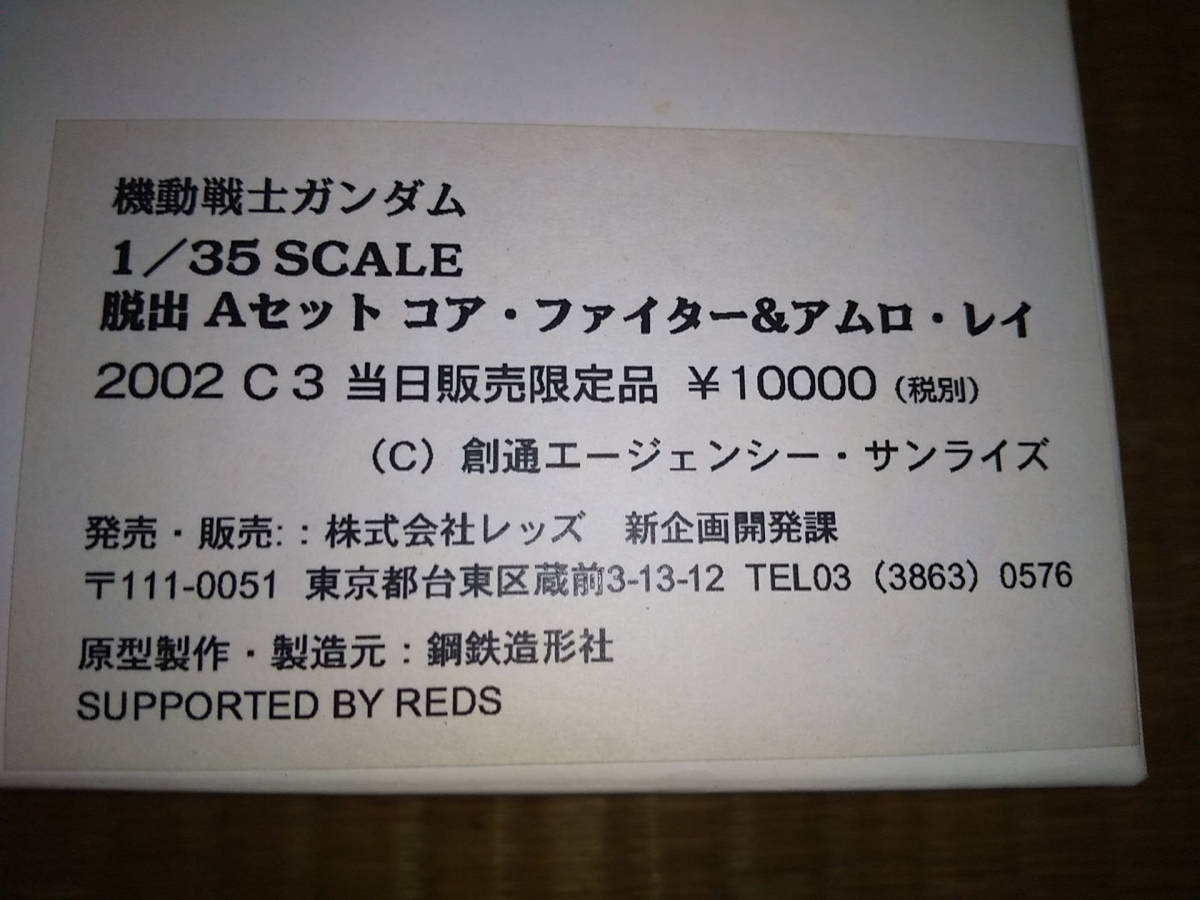 機動戦士ガンダム
1／35 SCALE
脱出 Aセット コア・ファイター&アムロ・レイ
2002 C3 当日販売限定品 ￥10000（税別）
（C）創通エージェンシー・サンライズ
発売・販売:：株式会社レッズ　新企画開発課
〒111-0051 東京都台東区蔵前3-13-12 TEL03（3863）0576
原型製作・製造元：鋼鉄造形社
SUPPORTED BY REDS